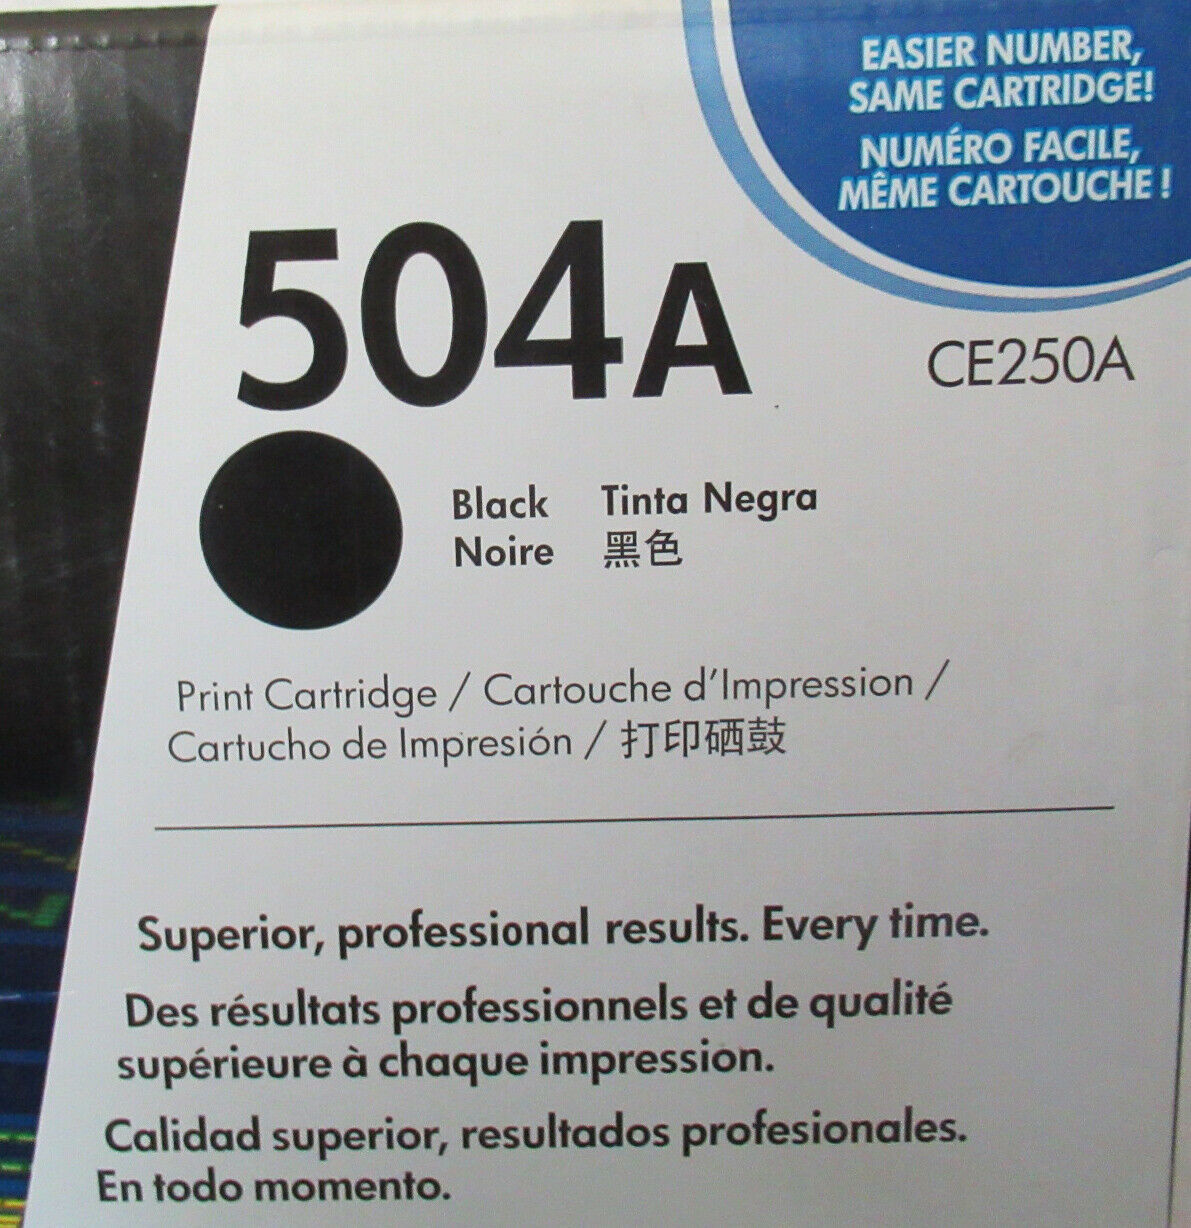 EASIER NUMBER,
SAME CARTRIDGE!
NUMÉRO FACILE,
MÊME CARTOUCHE !
504A
CE250A
Black Tinta Negra
Noire 黑色
Print Cartridge / Cartouche d'Impression /
Cartucho de Impresión / 打印硒鼓
Superior, professional results. Every time.
Des résultats professionnels et de qualité
supérieure à chaque impression.
Calidad superior, resultados profesionales.
En todo momento.